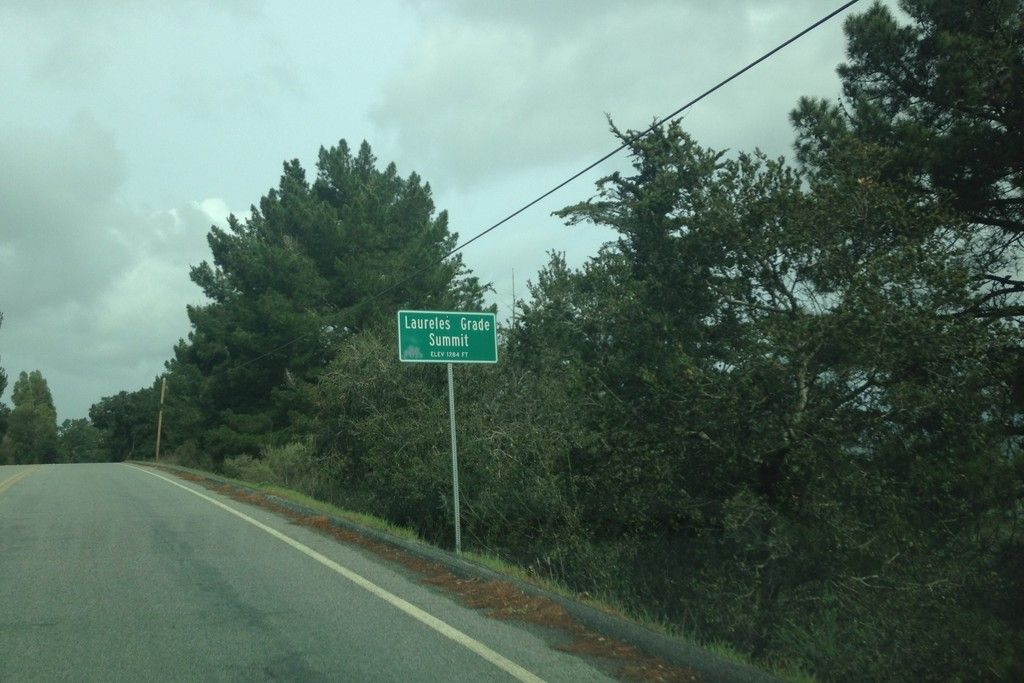 Laureles Grade
Summit
ELEV 1284 FT